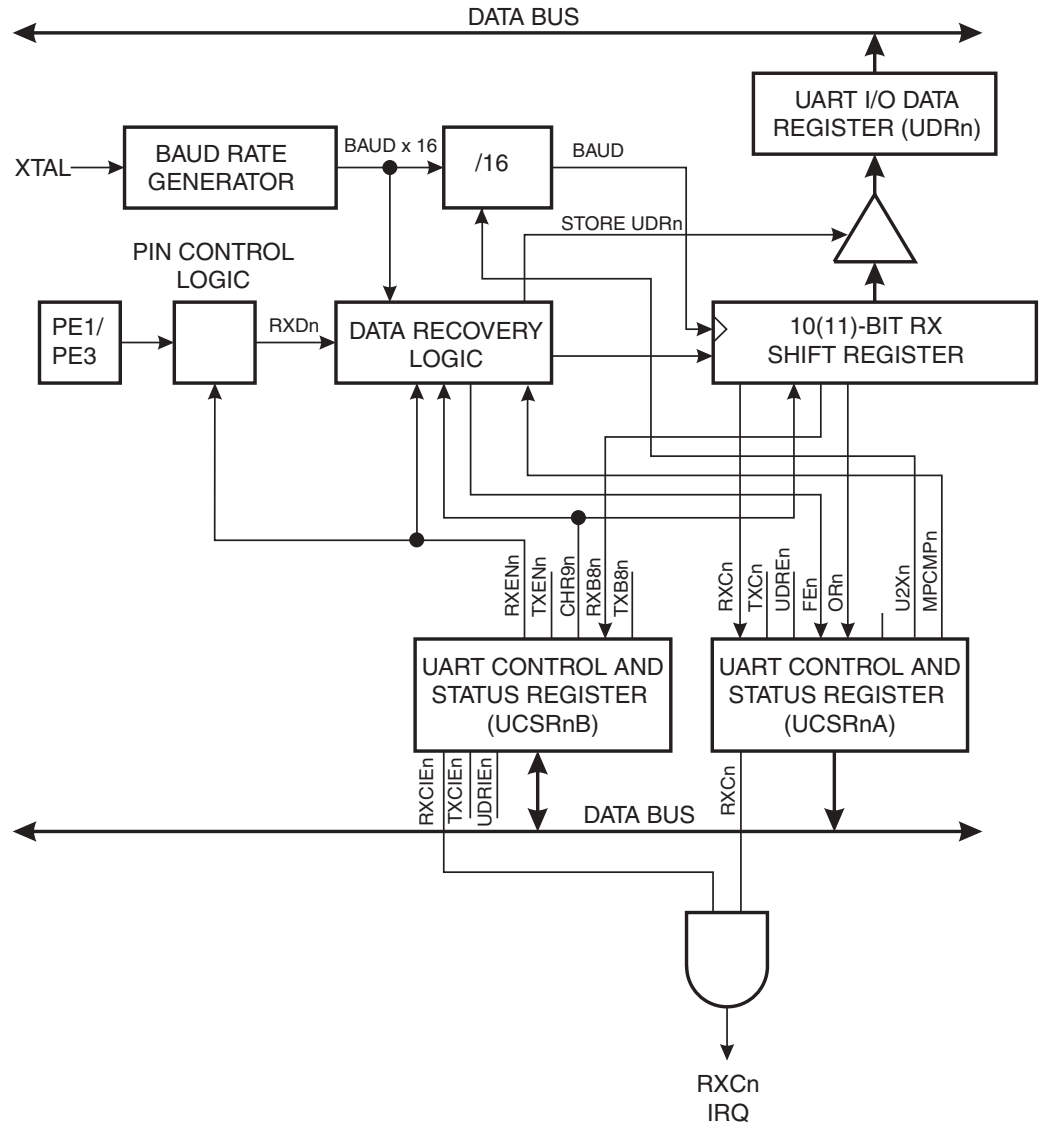 DATA BUS
UART I/O DATA
REGISTER (UDRn)
XTAL
BAUD RATE
GENERATOR
BAUD x 16
/16
BAUD
STORE UDRn
PIN CONTROL
LOGIC
PE1/
PE3
RXDn
DATA RECOVERY
LOGIC
10(11)-BIT RX
SHIFT REGISTER
RXENn
TXENn
CHR9n
RXB8n
TXB8n
RXCn
TXCn
UDREn
FEn
ORn
U2Xn
MPCMPn
UART CONTROL AND
STATUS REGISTER
(UCSRnB)
UART CONTROL AND
STATUS REGISTER
(UCSRnA)
RXCIEn
TXCIEn
UDRIEn
RXCn
DATA BUS
RXCn
IRQ